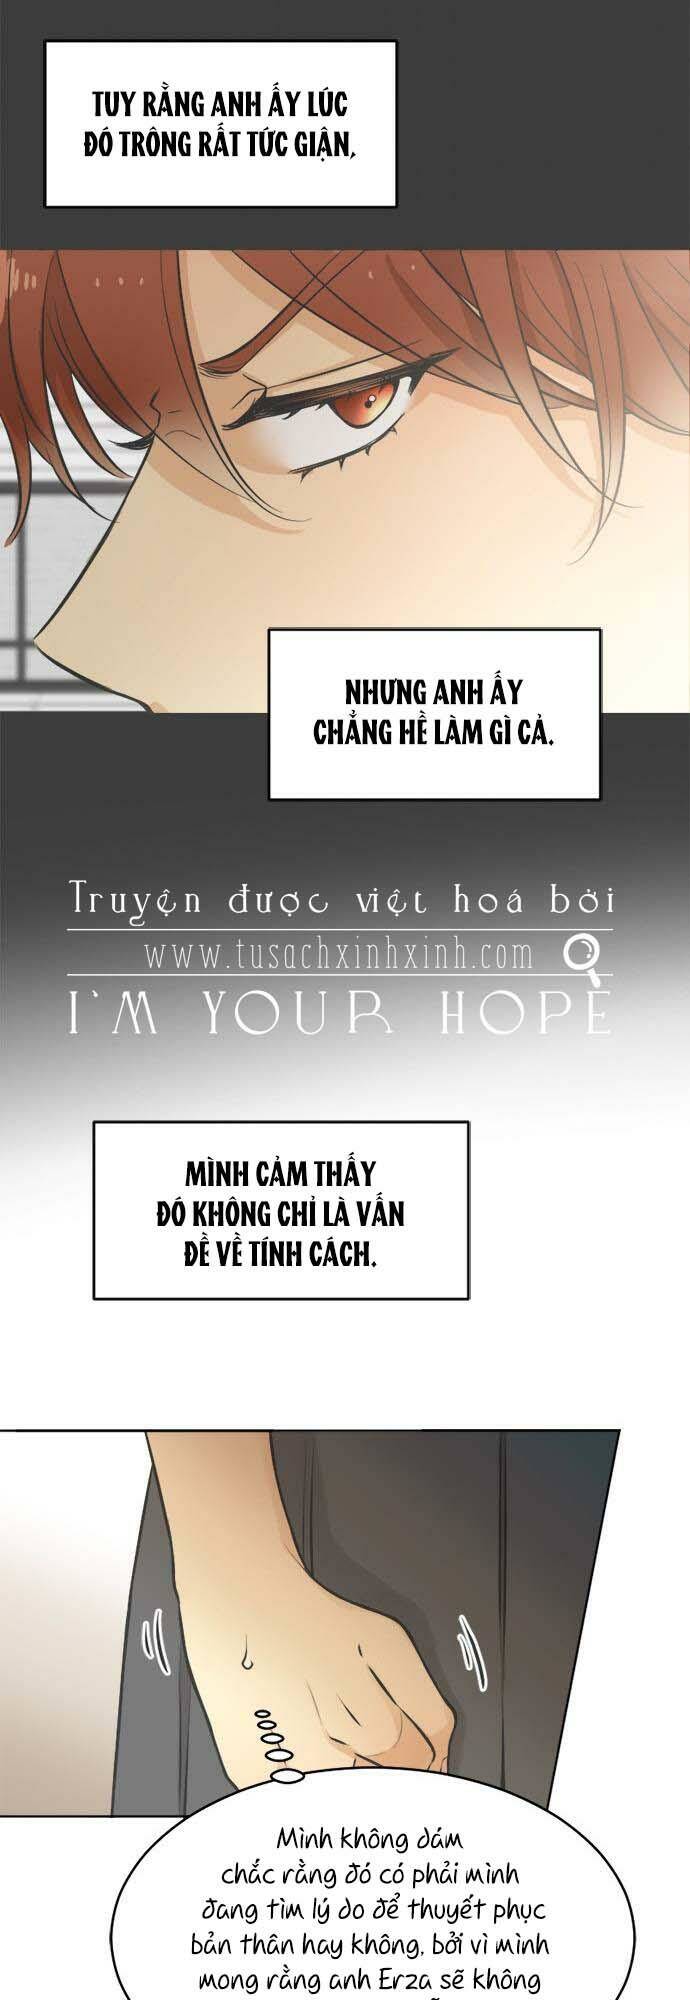 TUY RẰNG ANH ẤY LÚC
ĐÓ TRÔNG RẤT TỨC GIẬN,
NHƯNG ANH ẤY
CHẲNG HỀ LÀM GÌ CẢ.
Truyện được việt hoá bởi
www.tusachxinhxinh.com
I'M YOUR HOPE
MÌNH CẢM THẤY
ĐÓ KHÔNG CHỈ LÀ VẤN
ĐỀ VỀ TÍNH CÁCH.
Mình không dám
chắc rằng đó có phải mình
đang tìm lý do để thuyết phục
bản thân hay không, bởi vì mình
mong rằng anh Erza sẽ không